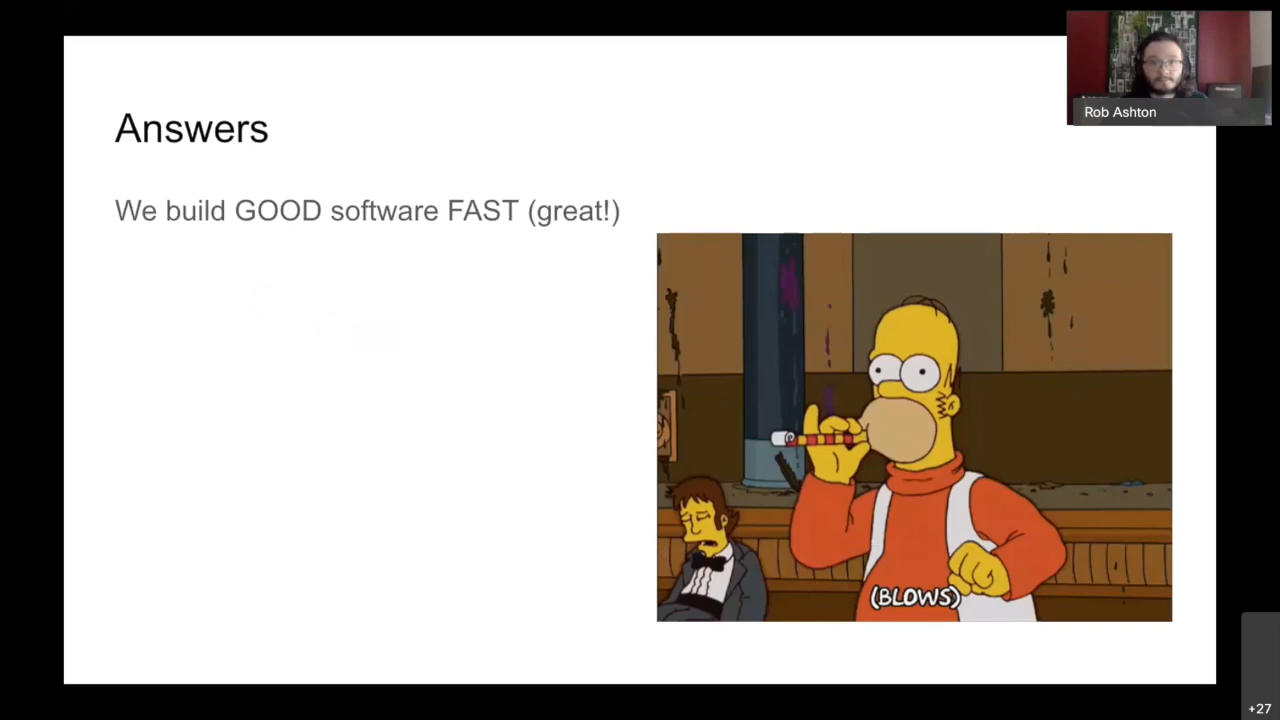 Answers
We build GOOD software FAST (great!)
(BLOWS)
Rob Ashton
+27